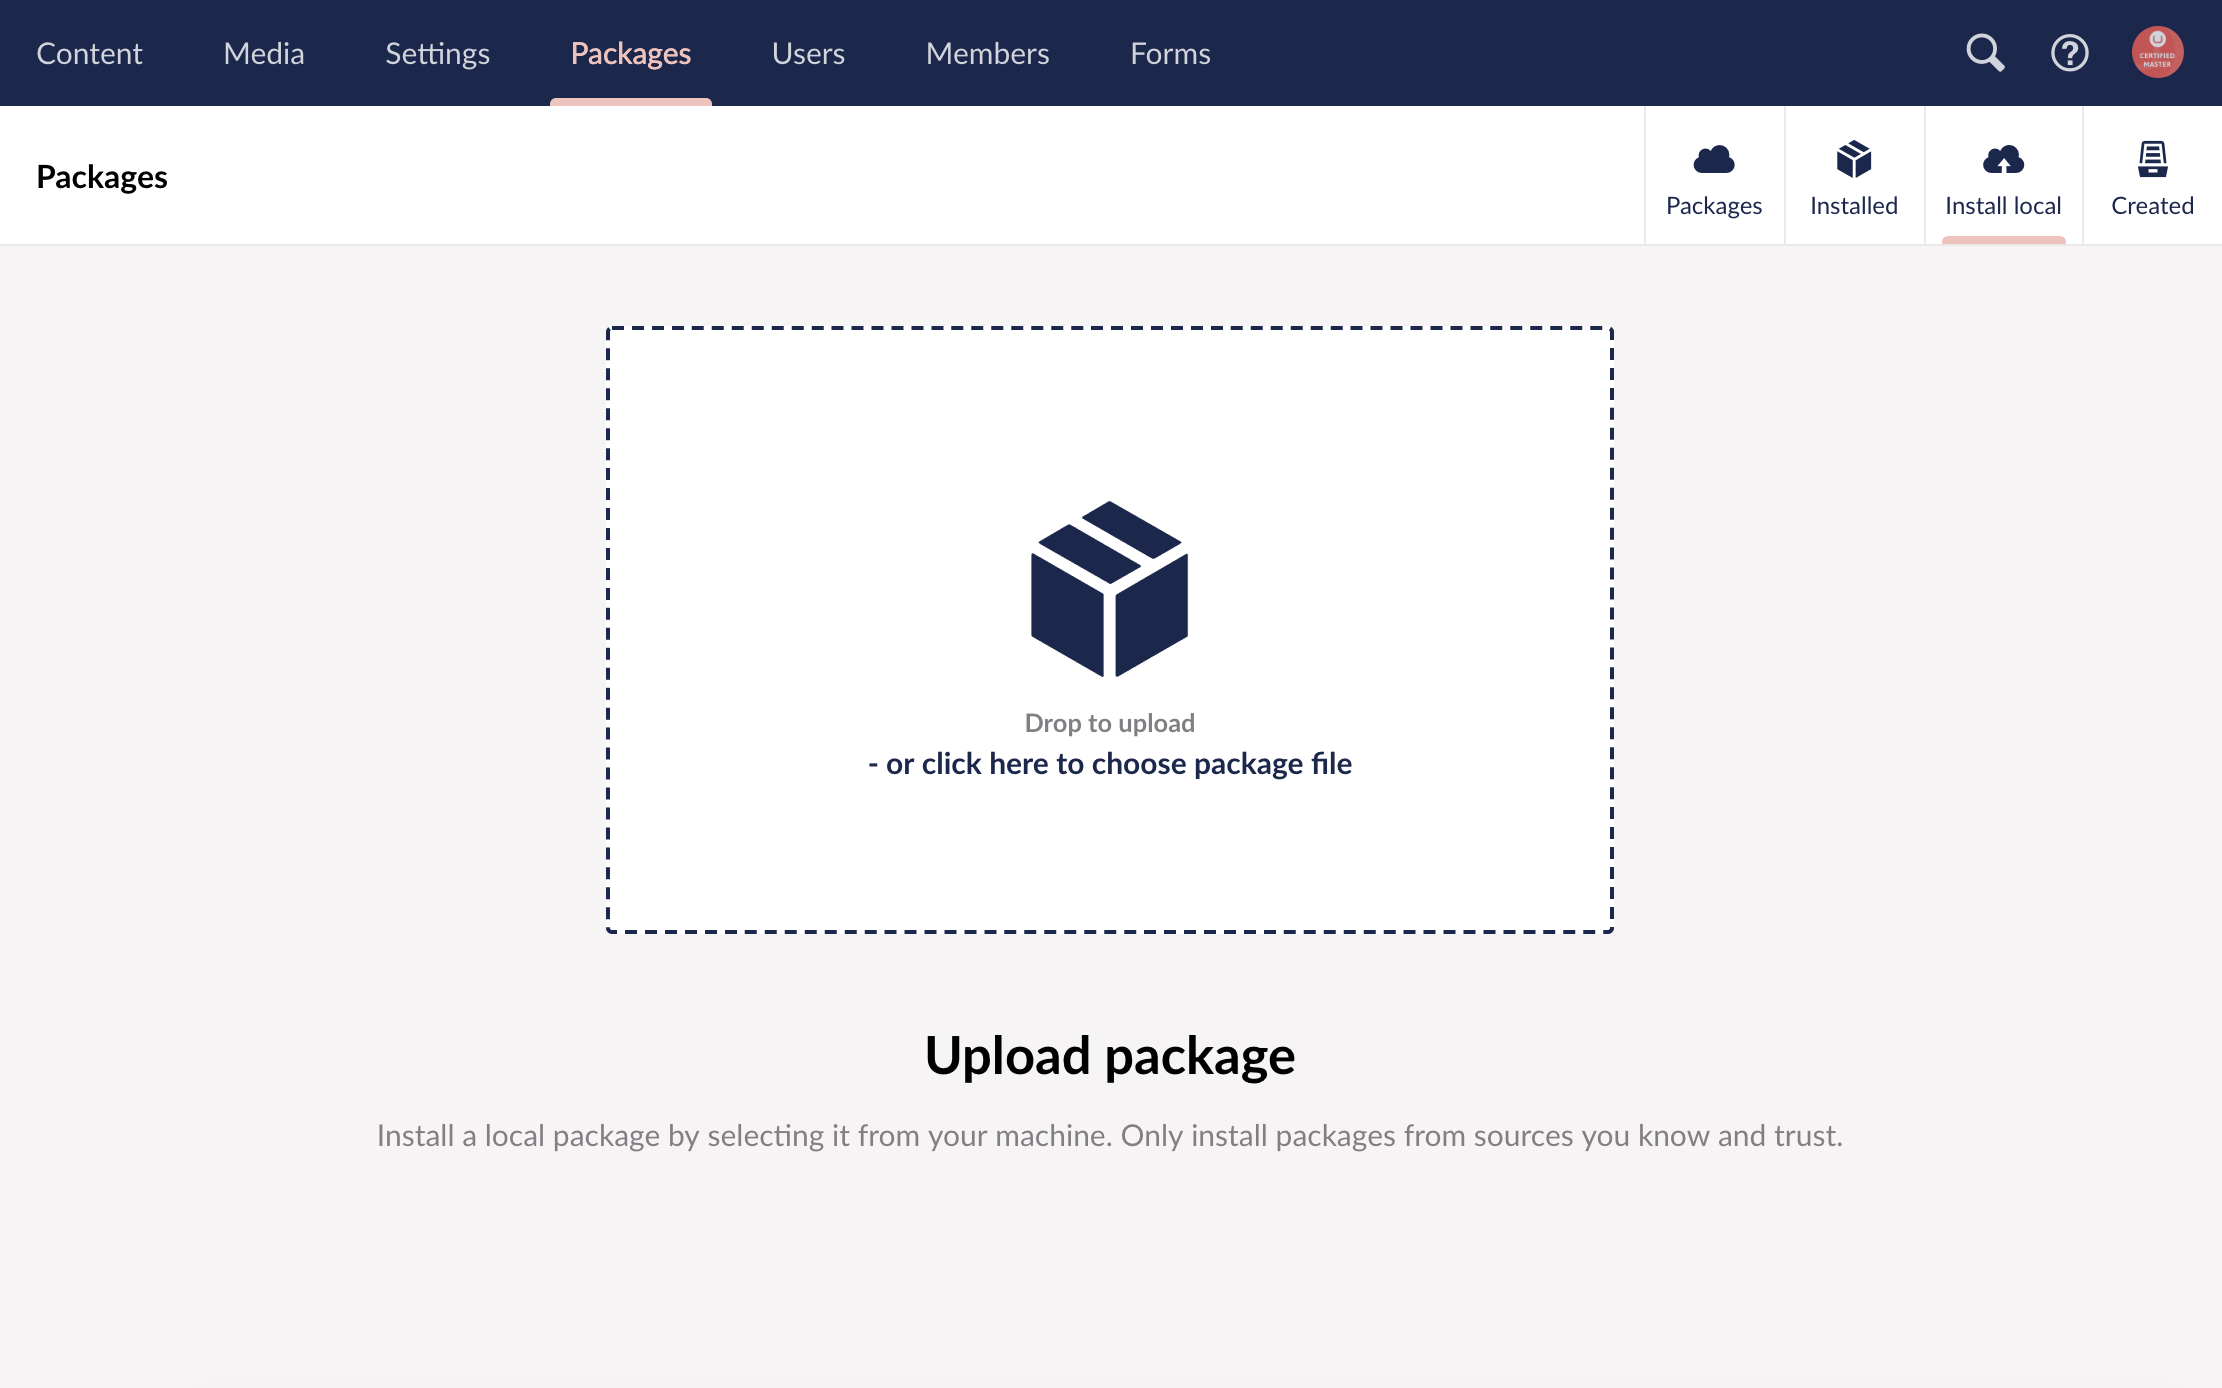 Content
Media
Settings
Packages
Users
Members
Forms
CERTIFIED
MASTER
Packages
Packages
Installed
Install local
Created
Drop to upload
- or click here to choose package file
Upload package
Install a local package by selecting it from your machine. Only install packages from sources you know and trust.